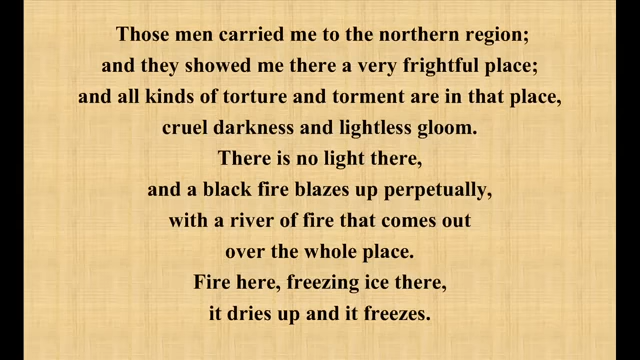 Those men carried me to the northern region;
and they showed me there a very frightful place;
and all kinds of torture and torment are in that place,
cruel darkness and lightless gloom.
There is no light there,
and a black fire blazes up perpetually,
with a river of fire that comes out
over the whole place.
Fire here, freezing ice there,
it dries up and it freezes.